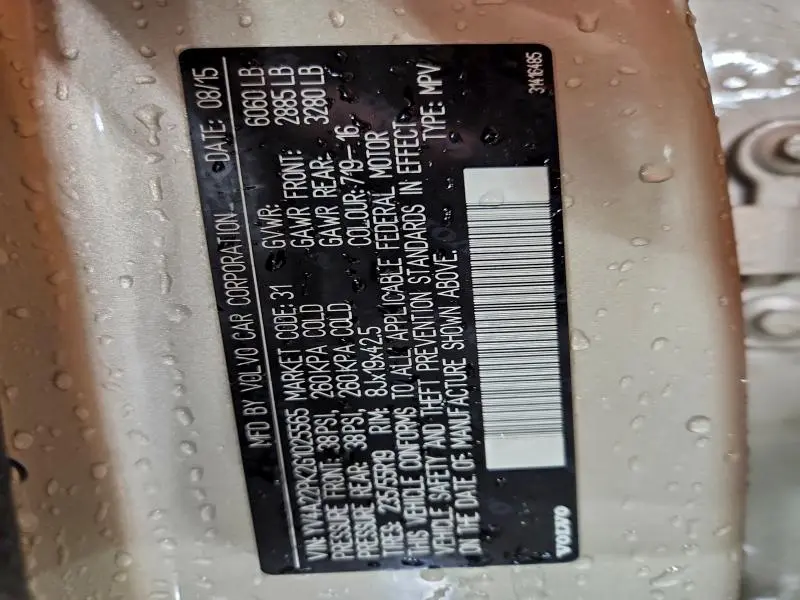 MFD BY VOLVO CAR CORPORATION DATE: 08/15
VIN: YV4A22RK2G1025565 MARKET CODE: 31 GVWR: 6060 LB
PRESSURE FRONT: 38PSI, 260KPA COLD GAWR FRONT: 2885 LB
PRESSURE REAR: 38PSI, 260KPA COLD GAWR REAR: 3280 LB
TIRES: 235/55R19 RIM: 8Jx19x42.5 COLOUR: 719-16
THIS VEHICLE CONFORMS TO ALL APPLICABLE FEDERAL MOTOR
VEHICLE SAFETY AND THEFT PREVENTION STANDARDS IN EFFECT
ON THE DATE OF MANUFACTURE SHOWN ABOVE. TYPE: MPV
VOLVO 31416485